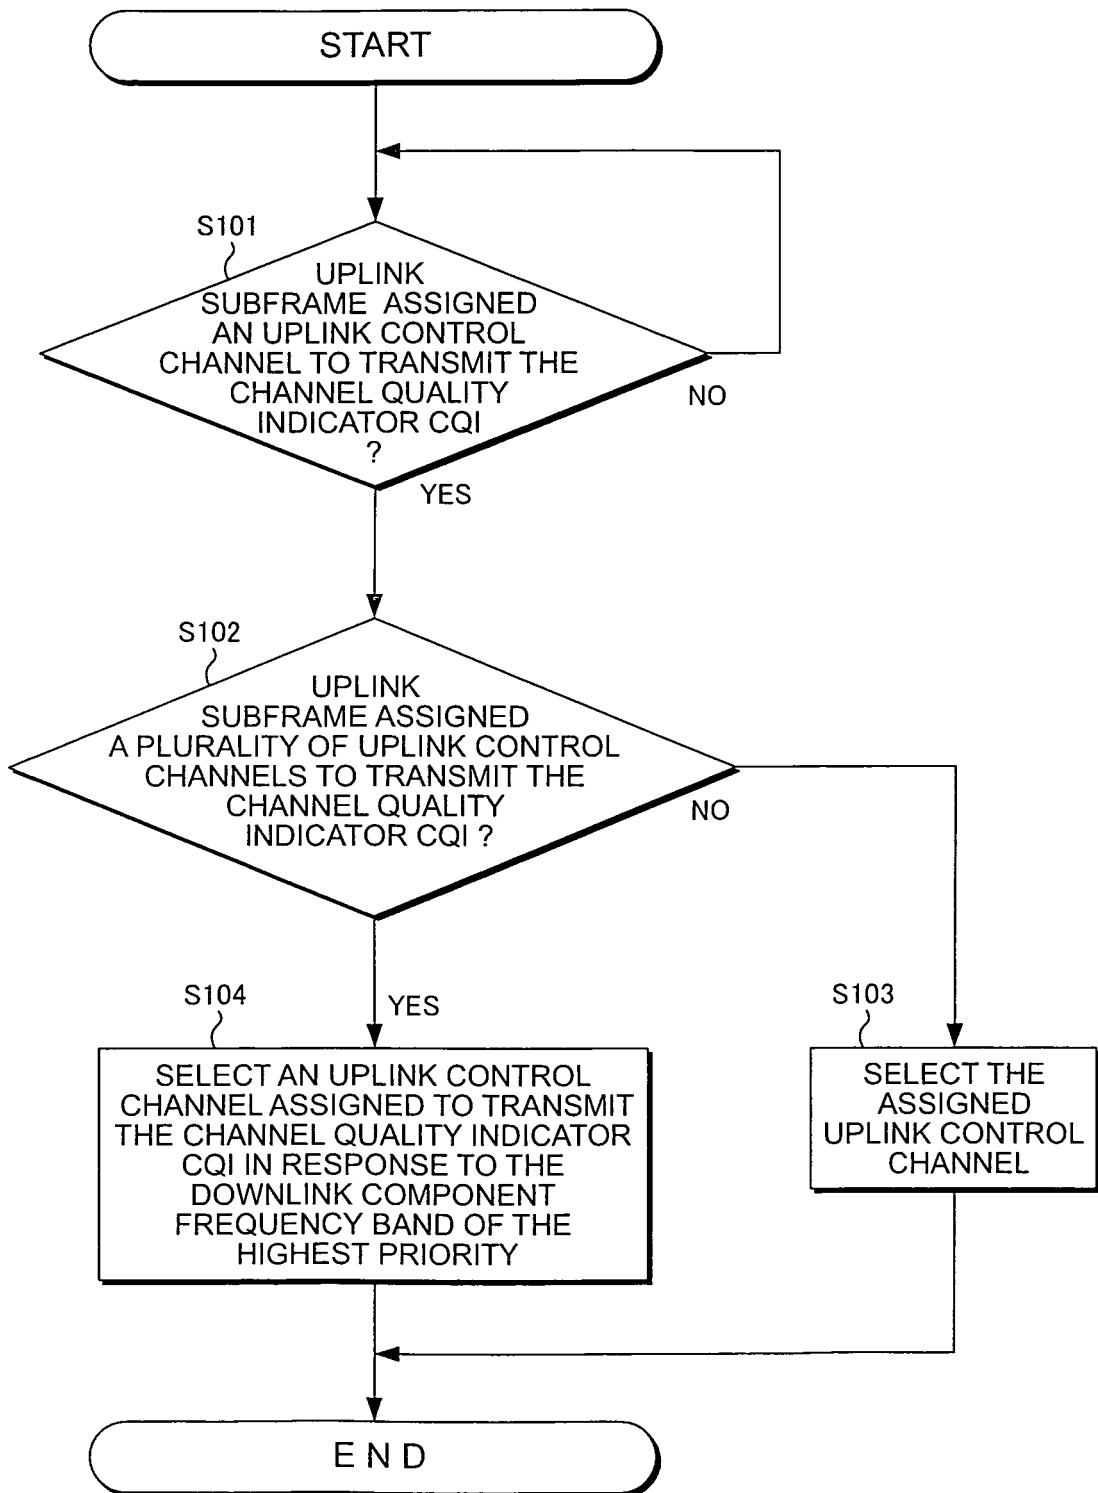 START
S101
UPLINK
SUBFRAME ASSIGNED
AN UPLINK CONTROL
CHANNEL TO TRANSMIT THE
CHANNEL QUALITY
INDICATOR CQI
?
NO
YES
S102
UPLINK
SUBFRAME ASSIGNED
A PLURALITY OF UPLINK CONTROL
CHANNELS TO TRANSMIT THE
CHANNEL QUALITY
INDICATOR CQI ?
NO
YES
S104
SELECT AN UPLINK CONTROL
CHANNEL ASSIGNED TO TRANSMIT
THE CHANNEL QUALITY INDICATOR
CQI IN RESPONSE TO THE
DOWNLINK COMPONENT
FREQUENCY BAND OF THE
HIGHEST PRIORITY
S103
SELECT THE
ASSIGNED
UPLINK CONTROL
CHANNEL
END